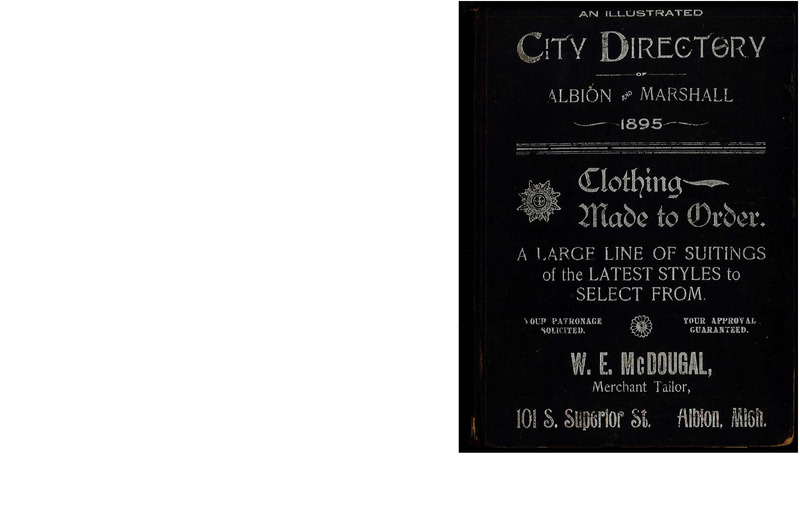 AN ILLUSTRATED
CITY DIRECTORY
OF
ALBION AND MARSHALL
1895
Clothing
Made to Order.
A LARGE LINE OF SUITINGS
of the LATEST STYLES to
SELECT FROM.
YOUR PATRONAGE
SOLICITED.
YOUR APPROVAL
GUARANTEED.
W. E. McDOUGAL,
Merchant Tailor,
101 S. Superior St. Albion, Mich.